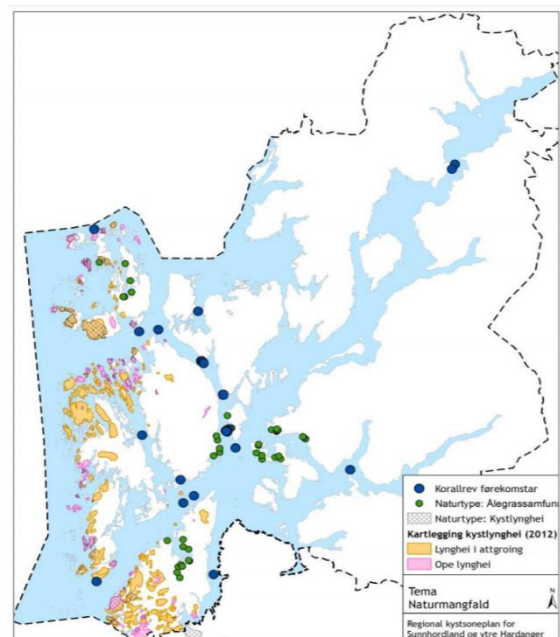 Korallrev førekomstar
Naturtype: Ålegrassamfunn
Naturtype: Kystlynghei
Kartlegging kystlynghei (2012)
Lynghei i attgroing
Ope lynghei
Tema
Naturmangfald
N
Regional kystsoneplan for
Sunnhordland og ytre Hardanger